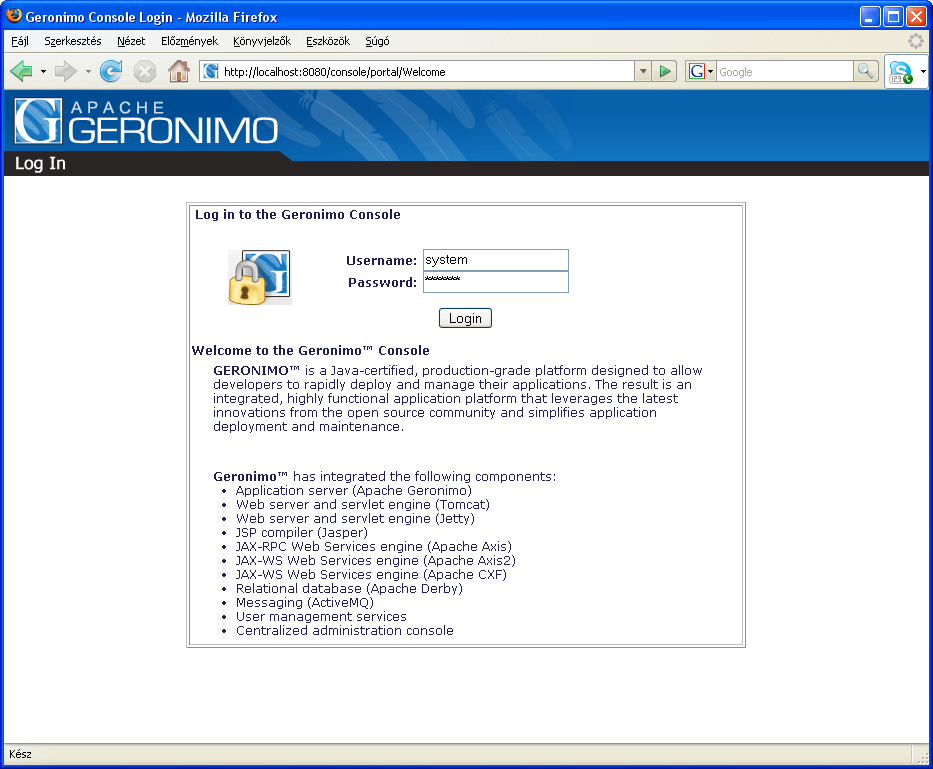 Geronimo Console Login - Mozilla Firefox
Fájl Szerkesztés Nézet Előzmények Könyvjelzők Eszközök Súgó
http://localhost:8080/console/portal/Welcome
G Google
S 123
APACHE
GERONIMO
Log In
Log in to the Geronimo Console
Username: system
Password: ********
Login
Welcome to the Geronimo™ Console
GERONIMO™ is a Java-certified, production-grade platform designed to allow
developers to rapidly deploy and manage their applications. The result is an
integrated, highly functional application platform that leverages the latest
innovations from the open source community and simplifies application
deployment and maintenance.
Geronimo™ has integrated the following components:
• Application server (Apache Geronimo)
• Web server and servlet engine (Tomcat)
• Web server and servlet engine (Jetty)
• JSP compiler (Jasper)
• JAX-RPC Web Services engine (Apache Axis)
• JAX-WS Web Services engine (Apache Axis2)
• JAX-WS Web Services engine (Apache CXF)
• Relational database (Apache Derby)
• Messaging (ActiveMQ)
• User management services
• Centralized administration console
Kész